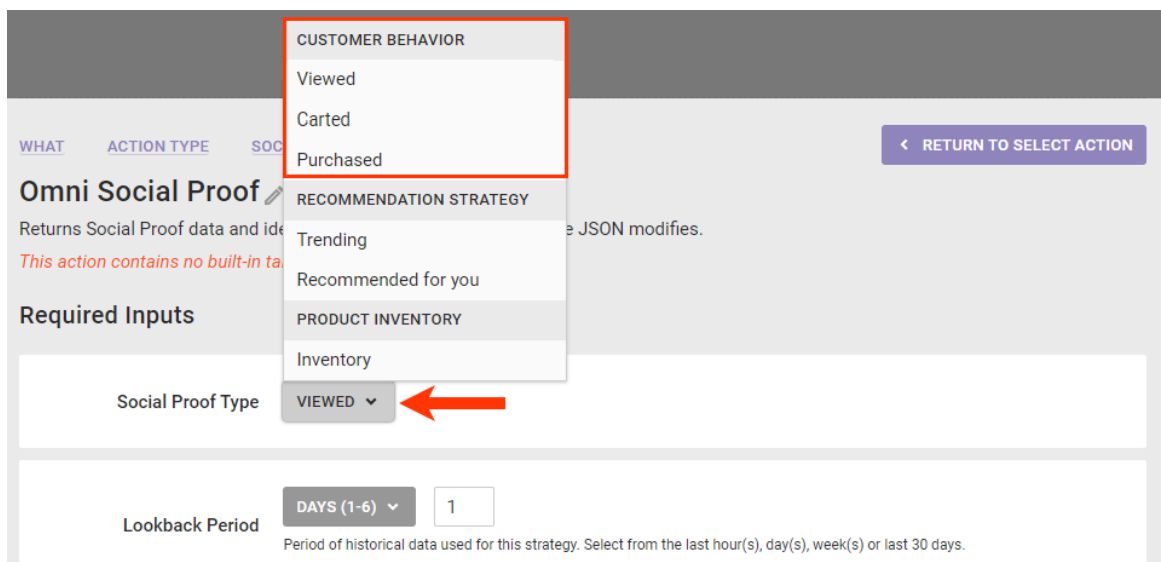 CUSTOMER BEHAVIOR
Viewed
Carted
Purchased
WHAT ACTION TYPE SOC
RETURN TO SELECT ACTION
Omni Social Proof
RECOMMENDATION STRATEGY
Returns Social Proof data and ide
e JSON modifies.
Trending
This action contains no built-in ta
Recommended for you
Required Inputs
PRODUCT INVENTORY
Inventory
Social Proof Type VIEWED
Lookback Period DAYS (1-6) 1
Period of historical data used for this strategy. Select from the last hour(s), day(s), week(s) or last 30 days.